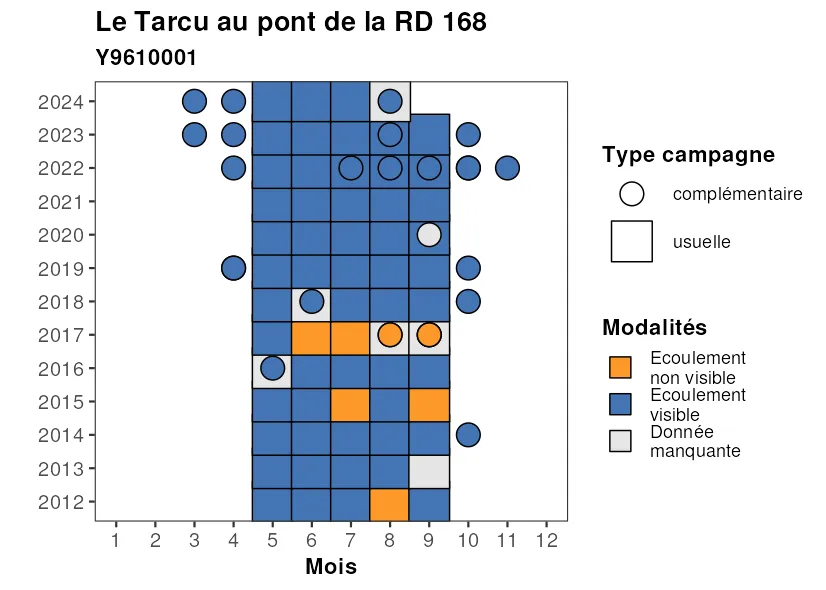 Le Tarcu au pont de la RD 168
Y9610001
2024
2023
2022
2021
2020
2019
2018
2017
2016
2015
2014
2013
2012
1 2 3 4 5 6 7 8 9 10 11 12
Mois
Type campagne
complémentaire
usuelle
Modalités
Ecoulement
non visible
Ecoulement
visible
Donnée
manquante